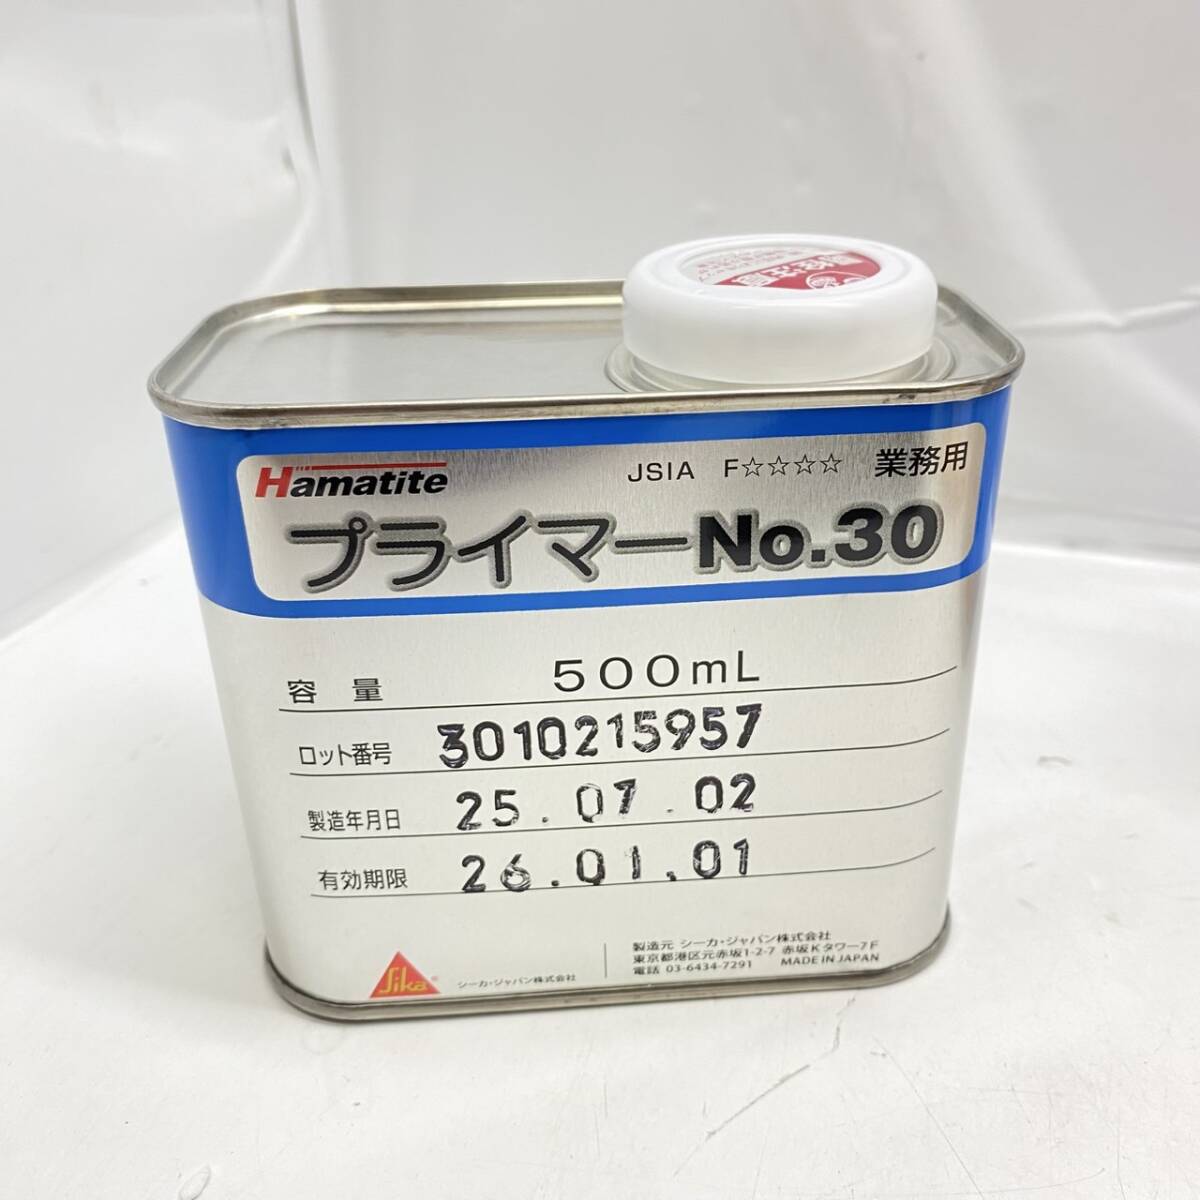 開栓注意
Hamatite
JSIA F☆☆☆☆ 業務用
プライマーNo.30
容量 500mL
ロット番号 3010215957
製造年月日 25.07.02
有効期限 26.01.01
Sika® シーカ・ジャパン株式会社
製造元 シーカ・ジャパン株式会社
東京都港区元赤坂1-2-7 赤坂Kタワー7F
電話 03-6434-7291 MADE IN JAPAN